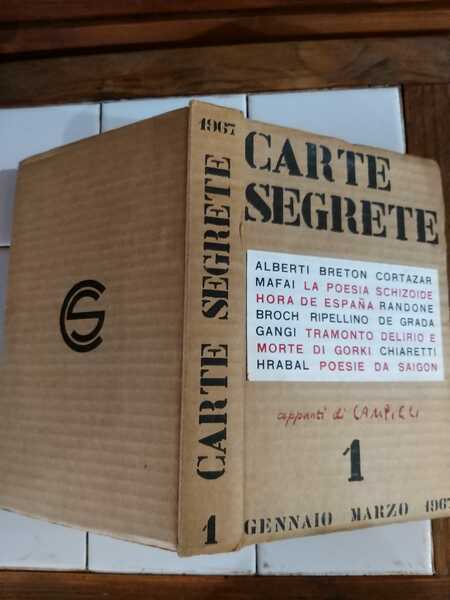 CS
1967
CARTE SEGRETE
1
CARTE
SEGRETE
ALBERTI BRETON CORTAZAR
MAFAI LA POESIA SCHIZOIDE
HORA DE ESPAÑA RANDONE
BROCH RIPELLINO DE GRADA
GANGI TRAMONTO DELIRIO E
MORTE DI GORKI CHIARETTI
HRABAL POESIE DA SAIGON
appunti di CAMPIGLI
1
GENNAIO MARZO 1967